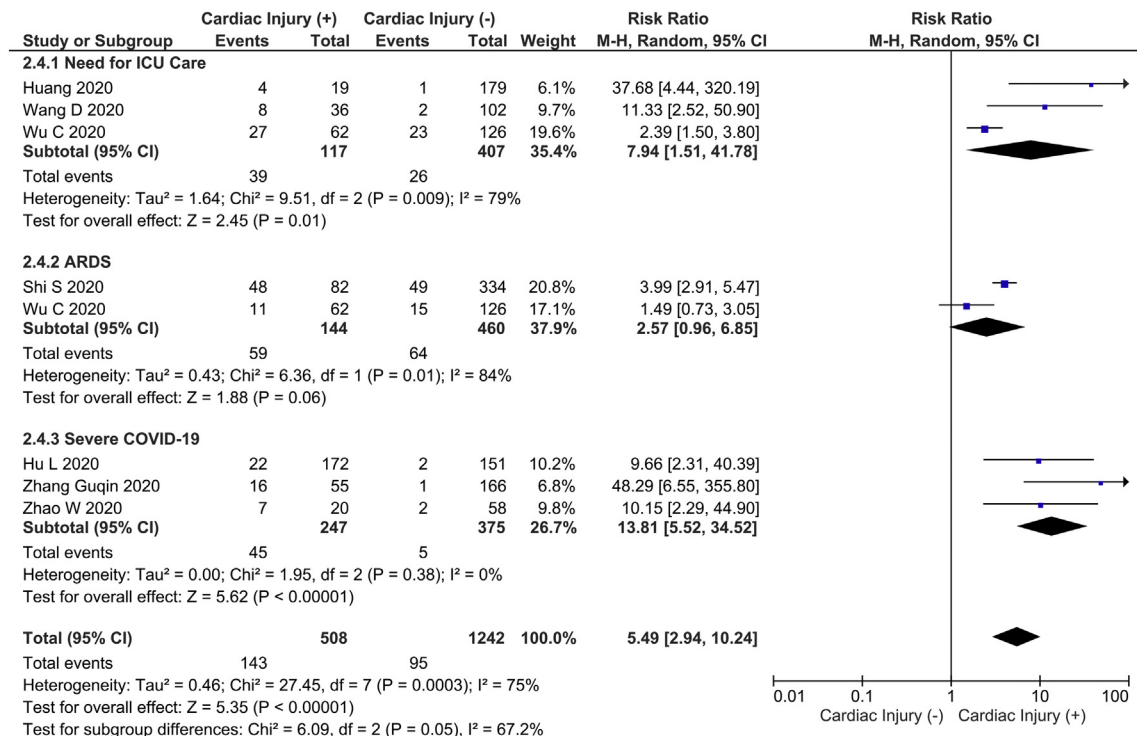 Cardiac Injury (+) Cardiac Injury (-) Risk Ratio Risk Ratio
Study or Subgroup Events Total Events Total Weight M-H, Random, 95% CI M-H, Random, 95% CI
2.4.1 Need for ICU Care
Huang 2020 4 19 1 179 6.1% 37.68 [4.44, 320.19]
Wang D 2020 8 36 2 102 9.7% 11.33 [2.52, 50.90]
Wu C 2020 27 62 23 126 19.6% 2.39 [1.50, 3.80]
Subtotal (95% CI) 117 407 35.4% 7.94 [1.51, 41.78]
Total events 39 26
Heterogeneity: Tau² = 1.64; Chi² = 9.51, df = 2 (P = 0.009); I² = 79%
Test for overall effect: Z = 2.45 (P = 0.01)
2.4.2 ARDS
Shi S 2020 48 82 49 334 20.8% 3.99 [2.91, 5.47]
Wu C 2020 11 62 15 126 17.1% 1.49 [0.73, 3.05]
Subtotal (95% CI) 144 460 37.9% 2.57 [0.96, 6.85]
Total events 59 64
Heterogeneity: Tau² = 0.43; Chi² = 6.36, df = 1 (P = 0.01); I² = 84%
Test for overall effect: Z = 1.88 (P = 0.06)
2.4.3 Severe COVID-19
Hu L 2020 22 172 2 151 10.2% 9.66 [2.31, 40.39]
Zhang Guqin 2020 16 55 1 166 6.8% 48.29 [6.55, 355.80]
Zhao W 2020 7 20 2 58 9.8% 10.15 [2.29, 44.90]
Subtotal (95% CI) 247 375 26.7% 13.81 [5.52, 34.52]
Total events 45 5
Heterogeneity: Tau² = 0.00; Chi² = 1.95, df = 2 (P = 0.38); I² = 0%
Test for overall effect: Z = 5.62 (P < 0.00001)
Total (95% CI) 508 1242 100.0% 5.49 [2.94, 10.24]
Total events 143 95
Heterogeneity: Tau² = 0.46; Chi² = 27.45, df = 7 (P = 0.0003); I² = 75%
Test for overall effect: Z = 5.35 (P < 0.00001)
Test for subgroup differences: Chi² = 6.09, df = 2 (P = 0.05), I² = 67.2%
0.01 0.1 1 10 100
Cardiac Injury (-) Cardiac Injury (+)